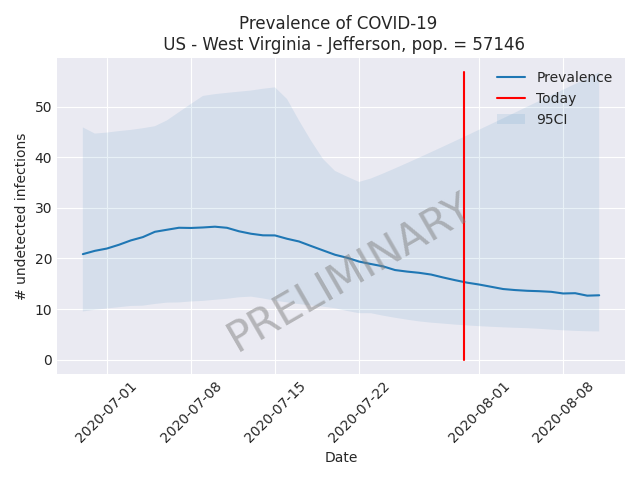 Prevalence of COVID-19
US - West Virginia - Jefferson, pop. = 57146
Prevalence
Today
95CI
# undetected infections
50
40
30
20
10
0
PRELIMINARY
2020-07-01
2020-07-08
2020-07-15
2020-07-22
2020-08-01
2020-08-08
Date